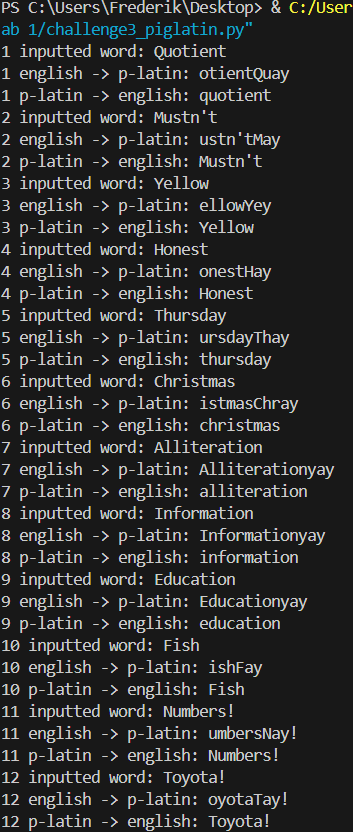 PS C:\Users\Frederik\Desktop> & C:/User
ab 1/challenge3_piglatin.py"
1 inputted word: Quotient
1 english -> p-latin: otientQuay
1 p-latin -> english: quotient
2 inputted word: Mustn't
2 english -> p-latin: ustn'tMay
2 p-latin -> english: Mustn't
3 inputted word: Yellow
3 english -> p-latin: ellowYey
3 p-latin -> english: Yellow
4 inputted word: Honest
4 english -> p-latin: onestHay
4 p-latin -> english: Honest
5 inputted word: Thursday
5 english -> p-latin: ursdayThay
5 p-latin -> english: thursday
6 inputted word: Christmas
6 english -> p-latin: istmasChray
6 p-latin -> english: christmas
7 inputted word: Alliteration
7 english -> p-latin: Alliterationyay
7 p-latin -> english: alliteration
8 inputted word: Information
8 english -> p-latin: Informationyay
8 p-latin -> english: information
9 inputted word: Education
9 english -> p-latin: Educationyay
9 p-latin -> english: education
10 inputted word: Fish
10 english -> p-latin: ishFay
10 p-latin -> english: Fish
11 inputted word: Numbers!
11 english -> p-latin: umbersNay!
11 p-latin -> english: Numbers!
12 inputted word: Toyota!
12 english -> p-latin: oyotaTay!
12 p-latin -> english: Toyota!